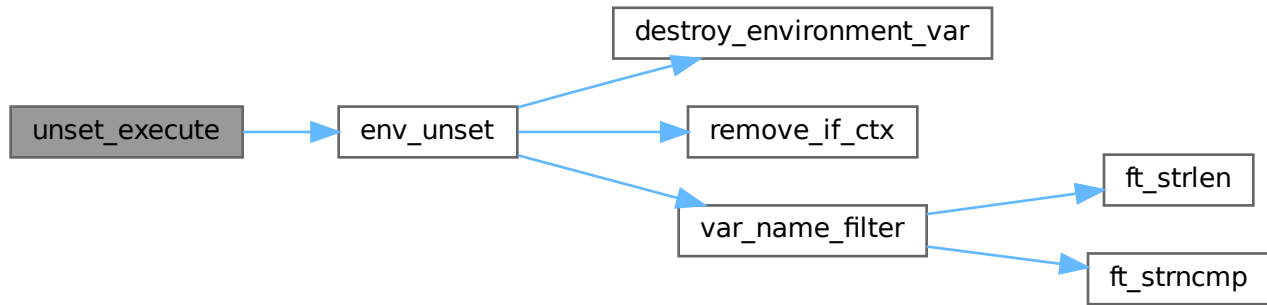 destroy_environment_var
unset_execute
env_unset
remove_if_ctx
var_name_filter
ft_strlen
ft_strncmp